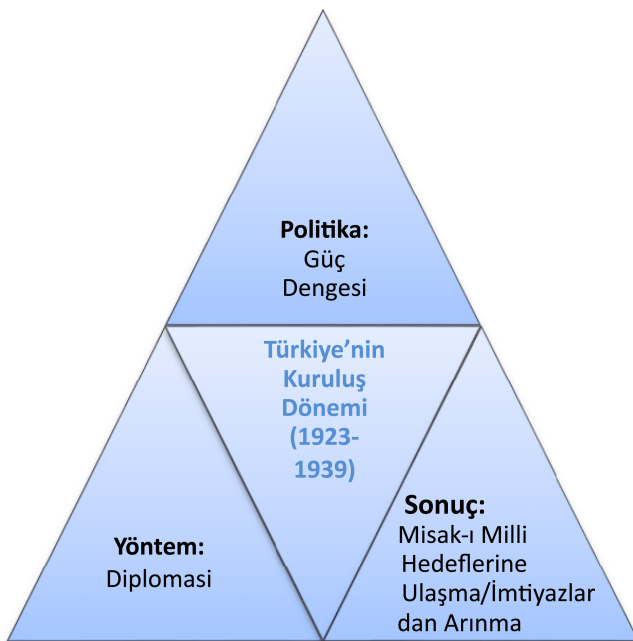 Politika:
Güç
Dengesi
Türkiye’nin
Kuruluş
Dönemi
(1923-
1939)
Yöntem:
Diplomasi
Sonuç:
Misak-ı Milli
Hedeflerine
Ulaşma/İmtiyazlar
dan Arınma